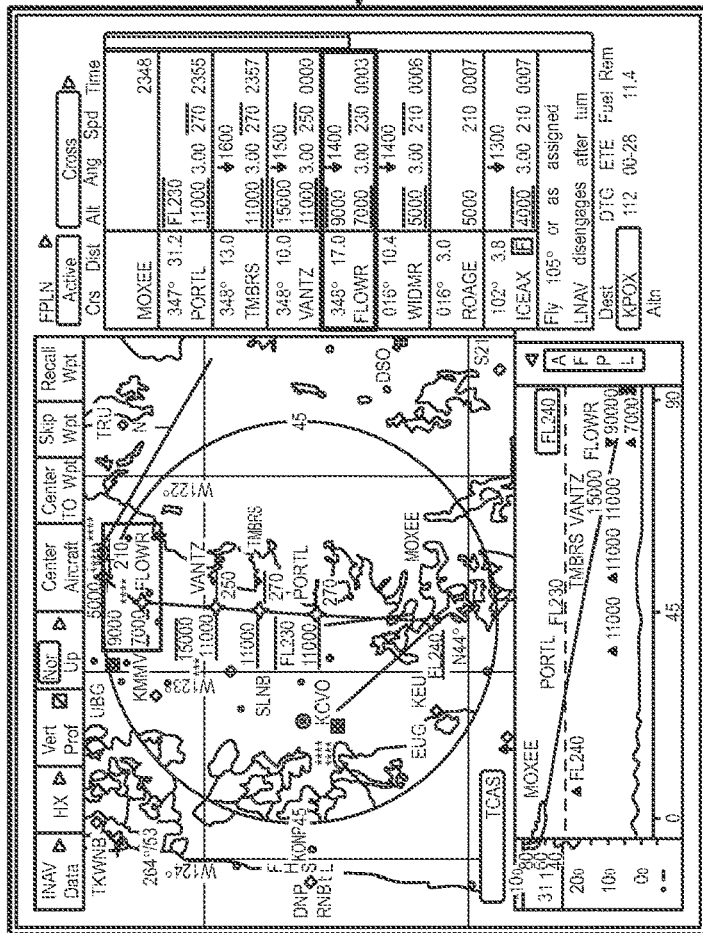 INAV
Data
HX
Vert
Prof
Nor
Up
Center
Aircraft
Center
TO Wpt
Skip
Wpt
Recall
Wpt
TKWNB
UBG
264°/53
W124°
KMMV
W123°
9000
7000
5000
210
FLOWR
W122°
TRU
N
VANTZ
250
15000
11000
TMBRS
270
11000
SLNB
PORTL
270
FL230
11000
KCVO
45
DSO
MOXEE
FL240
N44°
EUG
KEU
S21
DNP
RNBT
KONP45
TCAS
FPLN
Active
Cross
Crs Dist Alt Ang Spd Time
MOXEE 2348
347° 31.2 FL230
PORTL 11000 3.00 270 2355
348° 13.0 1600
TMBRS 11000 3.00 270 2357
348° 10.0 15000 1500
VANTZ 11000 3.00 250 0000
348° 17.0 9000 1400
FLOWR 7000 3.00 230 0003
016° 10.4 1400
WIDMR 5000 3.00 210 0006
016° 3.0
ROAGE 5000 210 0007
102° 3.8 1300
ICEAX F 4000 3.00 210 0007
Fly 105° or as assigned
LNAV disengages after turn
Dest DTG ETE Fuel Rem
KPOX 112 00-28 11.4
Altn
MOXEE
PORTL FL230
TMBRS VANTZ
15000 FLOWR
FL240
FL240
11000
11000
11000
90000
7000
A
F
P
L
200
100
0
45
90